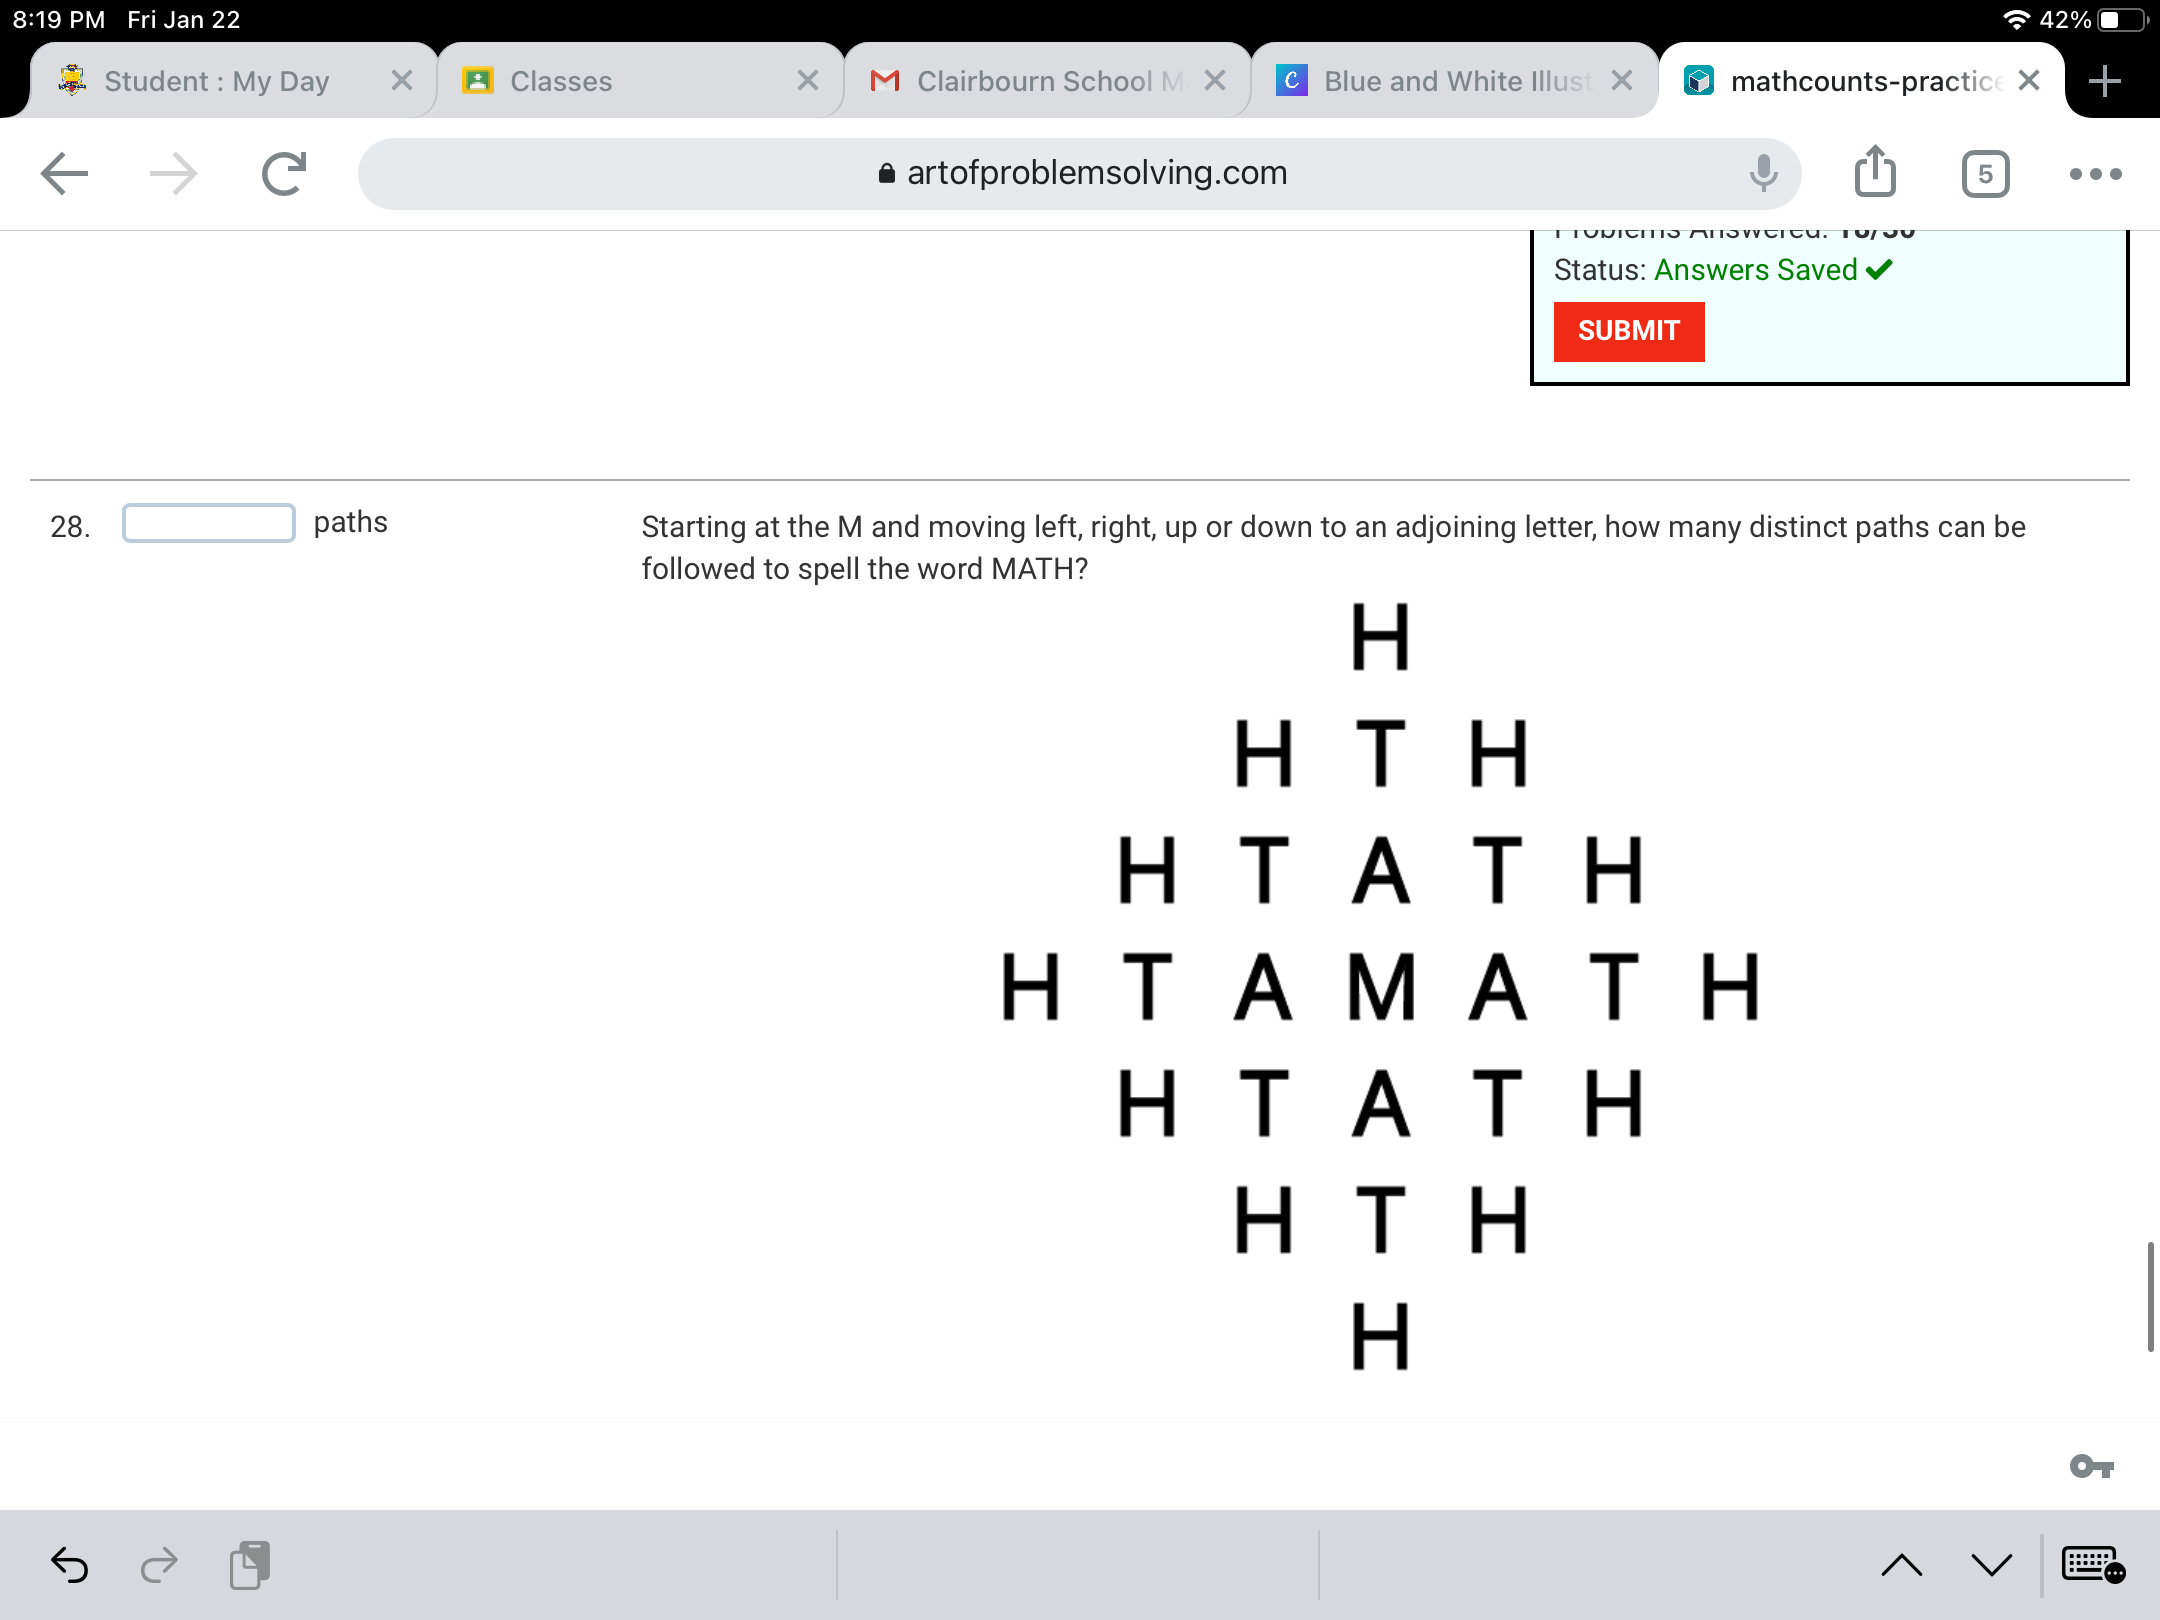 8:19 PM Fri Jan 22 42%
Student : My Day
Classes
Clairbourn School M
Blue and White Illust
mathcounts-practice
artofproblemsolving.com
5
Problems Answered: 18/30
Status: Answers Saved
SUBMIT
28. paths
Starting at the M and moving left, right, up or down to an adjoining letter, how many distinct paths can be
followed to spell the word MATH?
H
H T H
H T A T H
H T A M A T H
H T A T H
H T H
H